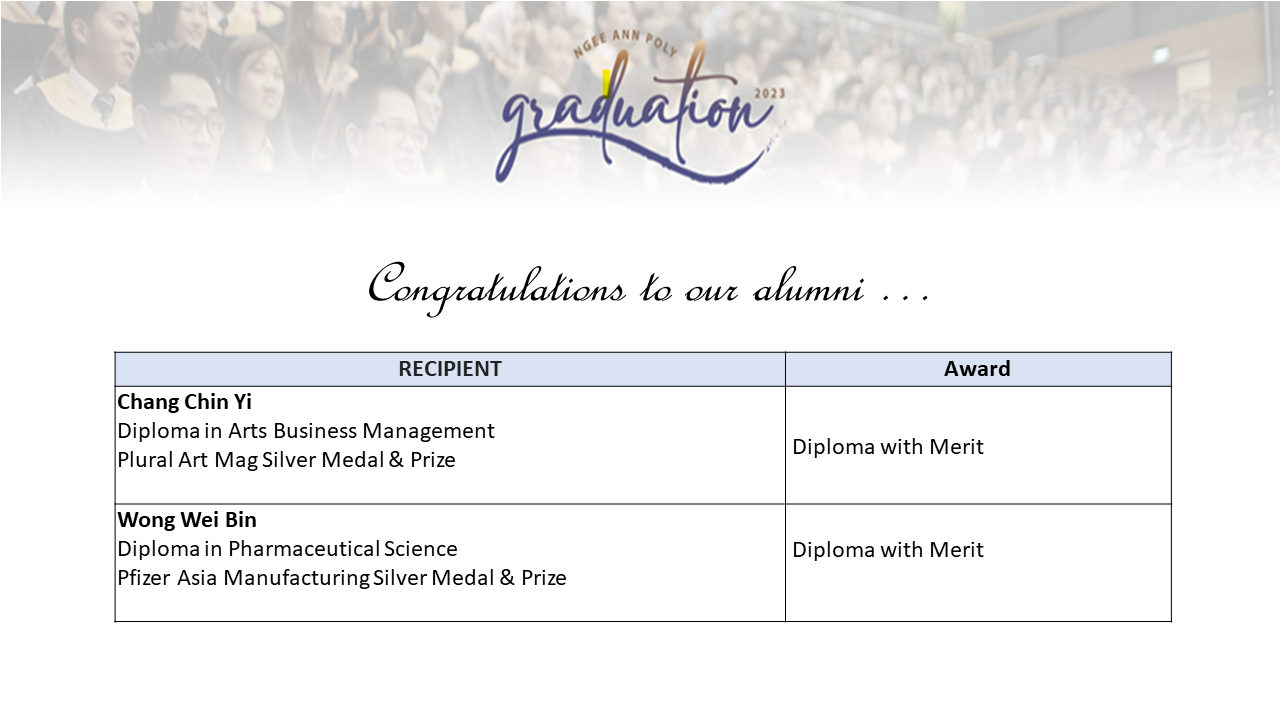 NGEE ANN POLY
graduation
2023
Congratulations to our alumni ...
RECIPIENT
Award
Chang Chin Yi
Diploma in Arts Business Management
Plural Art Mag Silver Medal & Prize
Diploma with Merit
Wong Wei Bin
Diploma in Pharmaceutical Science
Pfizer Asia Manufacturing Silver Medal & Prize
Diploma with Merit